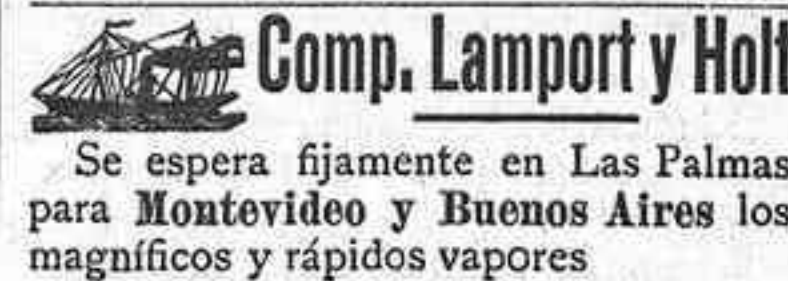 Comp. Lamport y Holt
Se espera fijamente en Las Palmas
para Montevideo y Buenos Aires los
magníficos y rápidos vapores